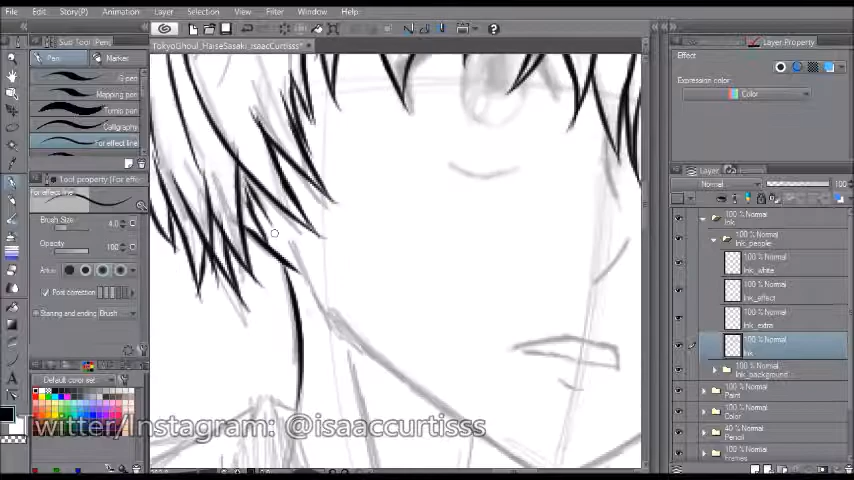 File Edit Story(P) Animation Layer Selection View Filter Window Help
TokyoGhoul_HaiseSasaki_IsaacCurtisss*
Sub Tool [Pen]
Pen Marker
G pen
Mapping pen
Turnip pen
Calligraphy
For effect line
Tool property [For effe
For effect line
Brush Size 4.0
Opacity 100
Post correction
Starting and ending Brush
Default color set
Layer Property
Effect
Expression color
Color
Layer
Normal 100
100 % Normal
Ink
100 % Normal
Ink_people
100 % Normal
Ink_white
100 % Normal
Ink_effect
100 % Normal
Ink_extra
100 % Normal
Ink
100 % Normal
Ink_background
100 % Normal
Paint
100 % Normal
Color
40 % Normal
Pencil
100 % Normal
Frames
Twitter/Instagram: @isaaccurtisss